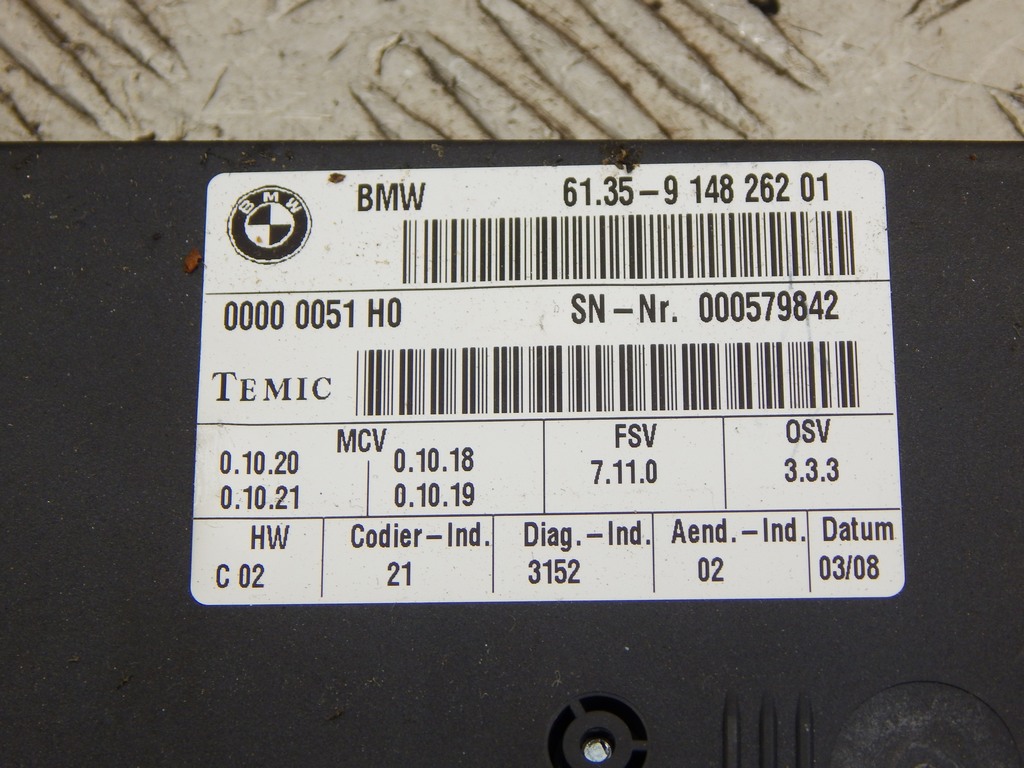 BMW
BMW 61.35-9 148 262 01
0000 0051 H0 SN-Nr. 000579842
TEMIC
MCV FSV OSV
0.10.20 0.10.18 7.11.0 3.3.3
0.10.21 0.10.19
HW Codier-Ind. Diag.-Ind. Aend.-Ind. Datum
C 02 21 3152 02 03/08